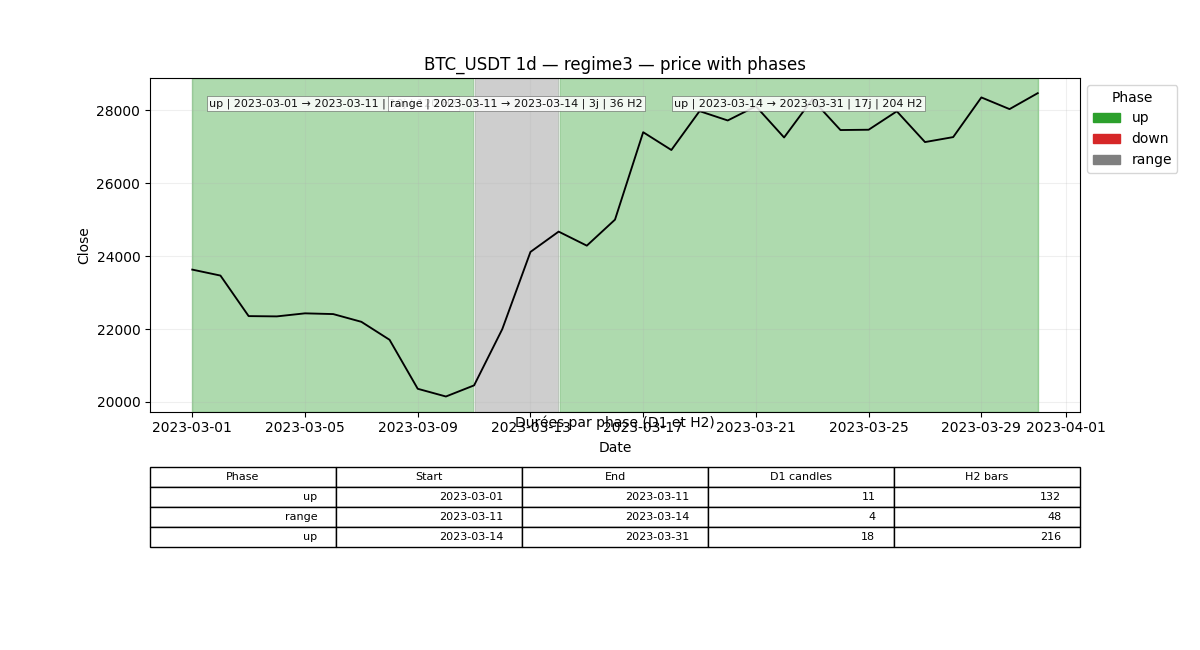 BTC_USDT 1d — regime3 — price with phases
up | 2023-03-01 → 2023-03-11 |
range | 2023-03-11 → 2023-03-14 | 3j | 36 H2
up | 2023-03-14 → 2023-03-31 | 17j | 204 H2
Phase
up
down
range
Close
28000
26000
24000
22000
20000
2023-03-01 2023-03-05 2023-03-09 2023-03-13 2023-03-17 2023-03-21 2023-03-25 2023-03-29 2023-04-01
Durées par phase (D1 et H2)
Date
Phase Start End D1 candles H2 bars
up 2023-03-01 2023-03-11 11 132
range 2023-03-11 2023-03-14 4 48
up 2023-03-14 2023-03-31 18 216